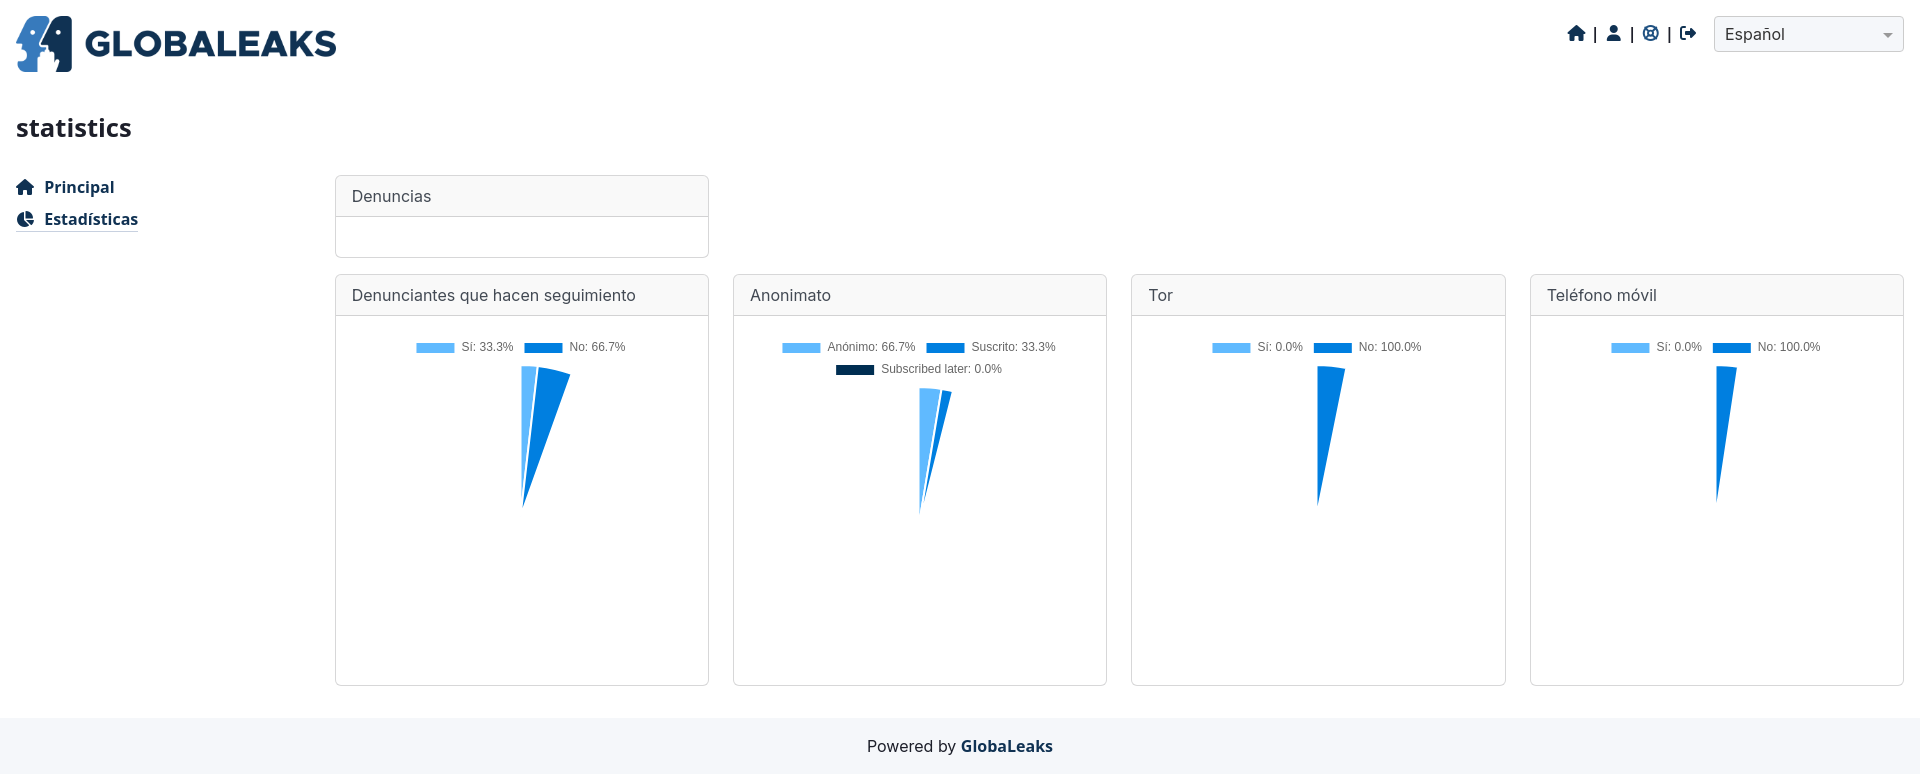 GLOBALEAKS
| | |
Español
statistics
Principal
Estadísticas
Denuncias
Denunciantes que hacen seguimiento
Sí: 33.3% No: 66.7%
Anonimato
Anónimo: 66.7% Suscrito: 33.3%
Subscribed later: 0.0%
Tor
Sí: 0.0% No: 100.0%
Teléfono móvil
Sí: 0.0% No: 100.0%
Powered by GlobaLeaks